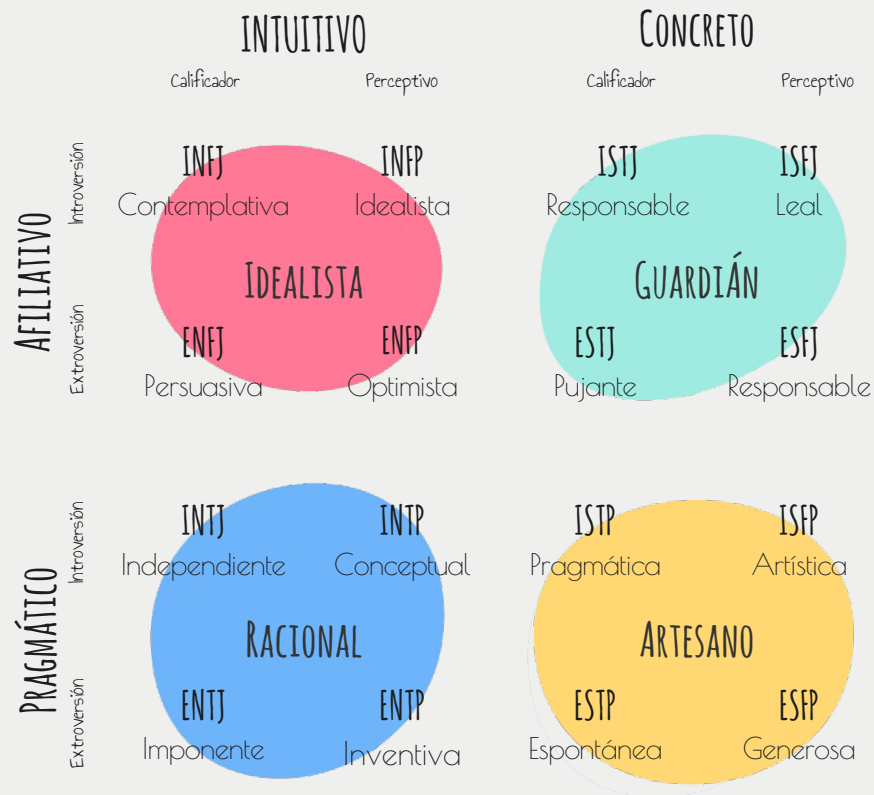 INTUITIVO
CONCRETO
Calificador
Perceptivo
Calificador
Perceptivo
AFILIATIVO
Introversión
INFJ
INFP
ISTJ
ISFJ
Contemplativa
Idealista
Responsable
Leal
IDEALISTA
GUARDIÁN
Extroversión
ENFJ
ENFP
ESTJ
ESFJ
Persuasiva
Optimista
Pujante
Responsable
PRAGMÁTICO
Introversión
INTJ
INTP
ISTP
ISFP
Independiente
Conceptual
Pragmática
Artística
RACIONAL
ARTESANO
Extroversión
ENTJ
ENTP
ESTP
ESFP
Imponente
Inventiva
Espontánea
Generosa